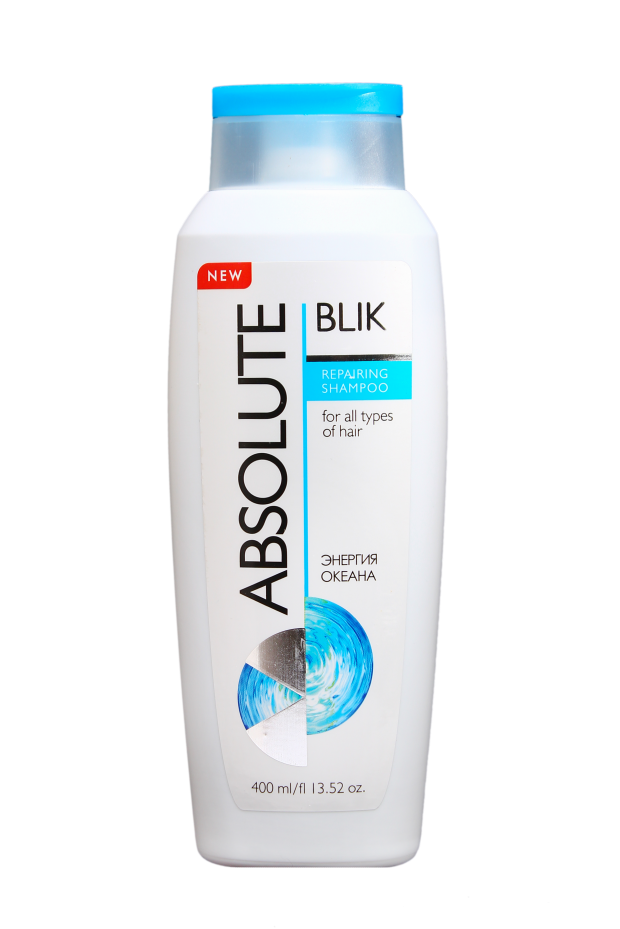 NEW
ABSOLUTE
BLIK
REPAIRING
SHAMPOO
for all types
of hair
ЭНЕРГИЯ
ОКЕАНА
400 ml/fl 13.52 oz.